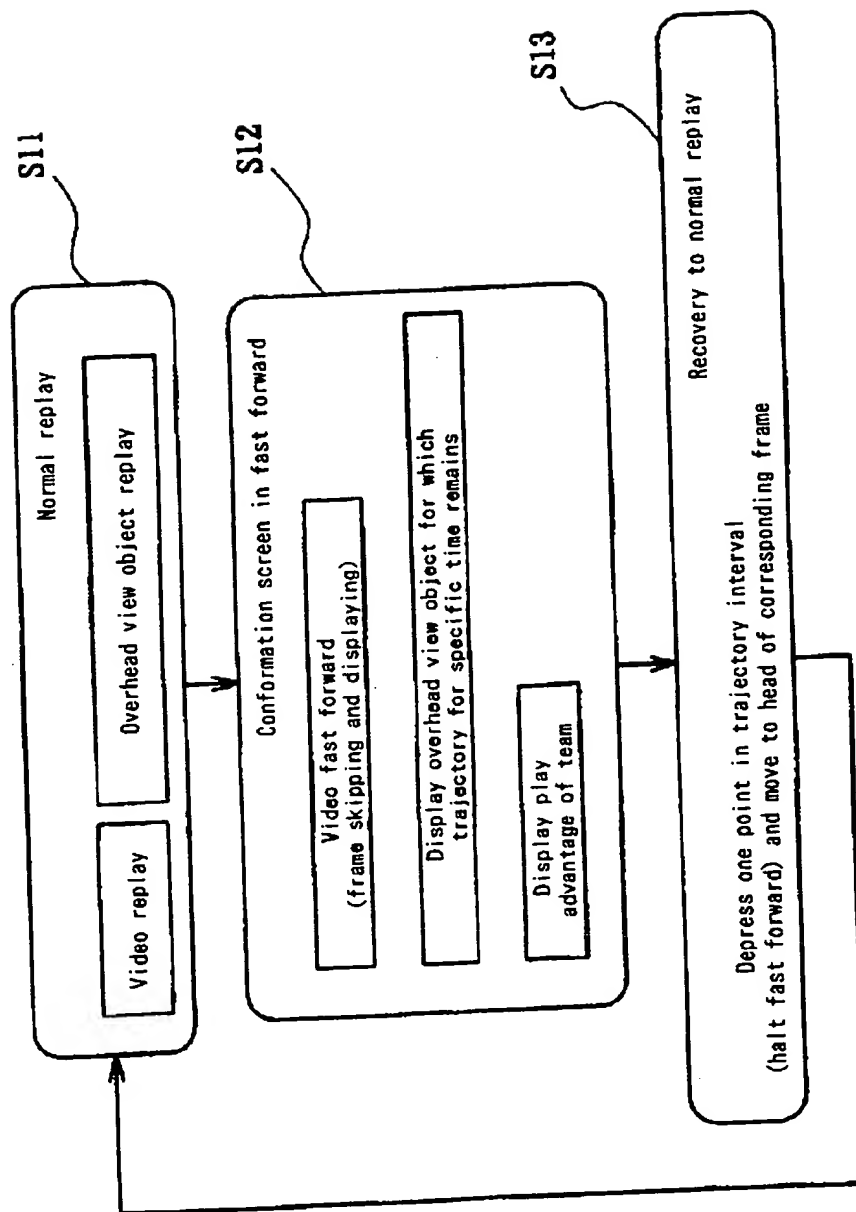 S11
Normal replay
Video replay
Overhead view object replay
S12
Conformation screen in fast forward
Video fast forward
(frame skipping and displaying)
Display overhead view object for which
trajectory for specific time remains
Display play
advantage of team
S13
Recovery to normal replay
Depress one point in trajectory interval
(halt fast forward) and move to head of corresponding frame